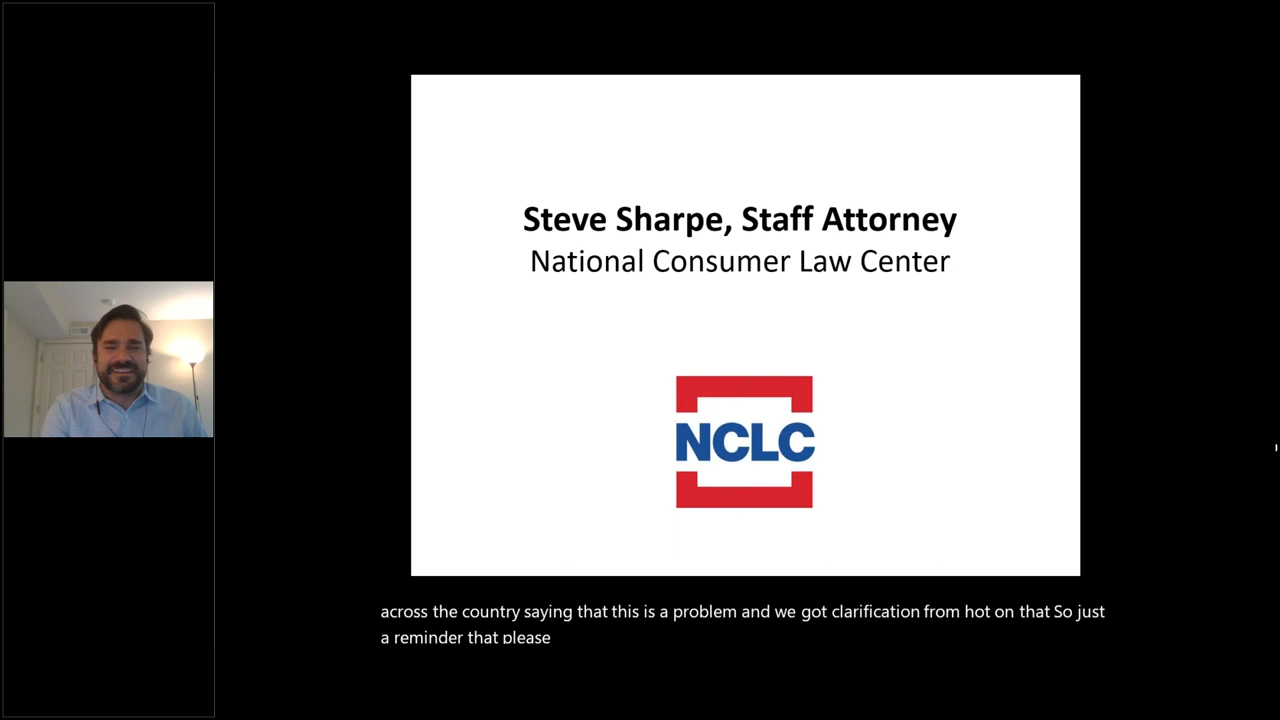 Steve Sharpe, Staff Attorney
National Consumer Law Center
NCLC
across the country saying that this is a problem and we got clarification from hot on that So just
a reminder that please